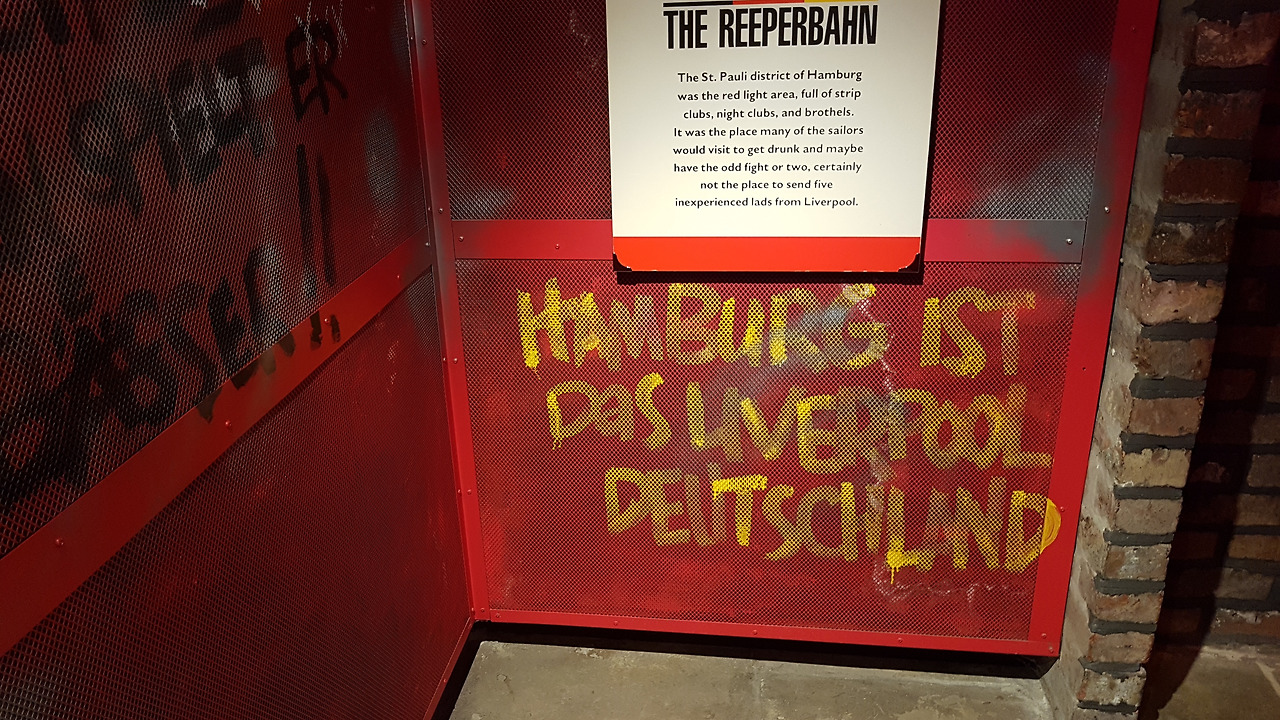 THE REEPERBAHN
The St. Pauli district of Hamburg
was the red light area, full of strip
clubs, night clubs, and brothels.
It was the place many of the sailors
would visit to get drunk and maybe
have the odd fight or two, certainly
not the place to send five
inexperienced lads from Liverpool.
HAMBURG IST
DAS LIVERPOOL
DEUTSCHLAND